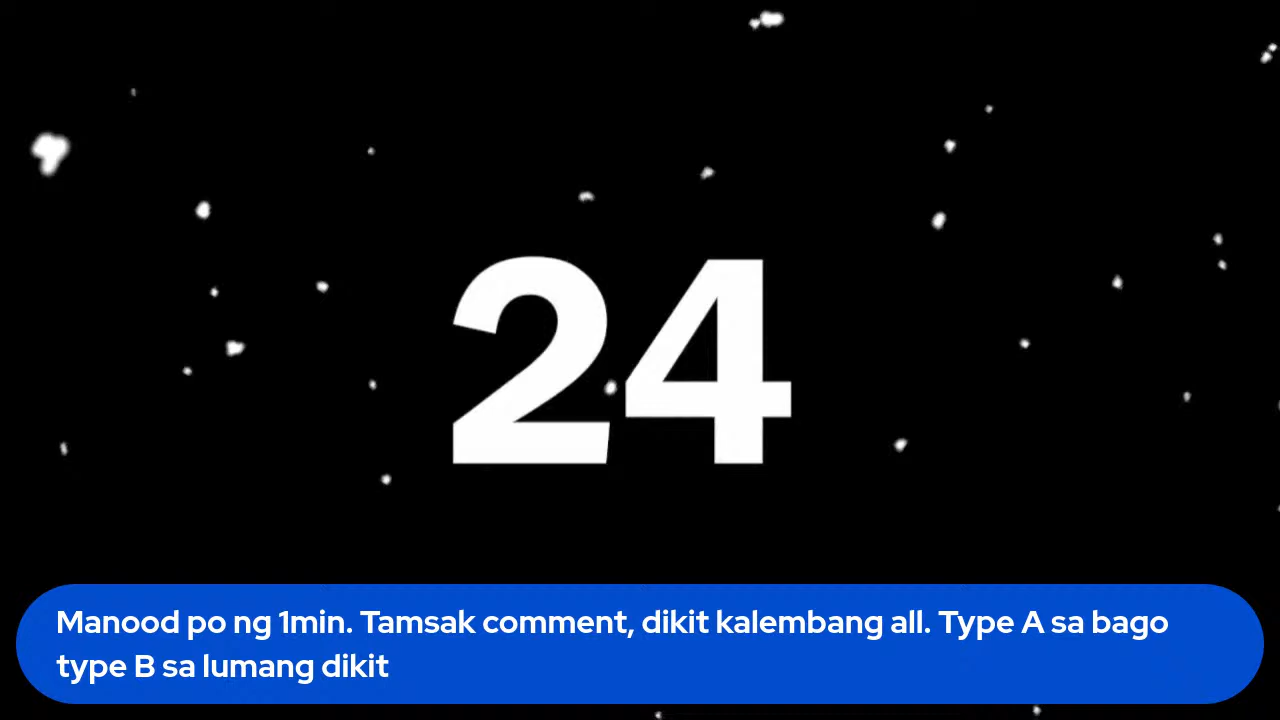 24
Manood po ng 1min. Tamsak comment, dikit kalembang all. Type A sa bago
type B sa lumang dikit